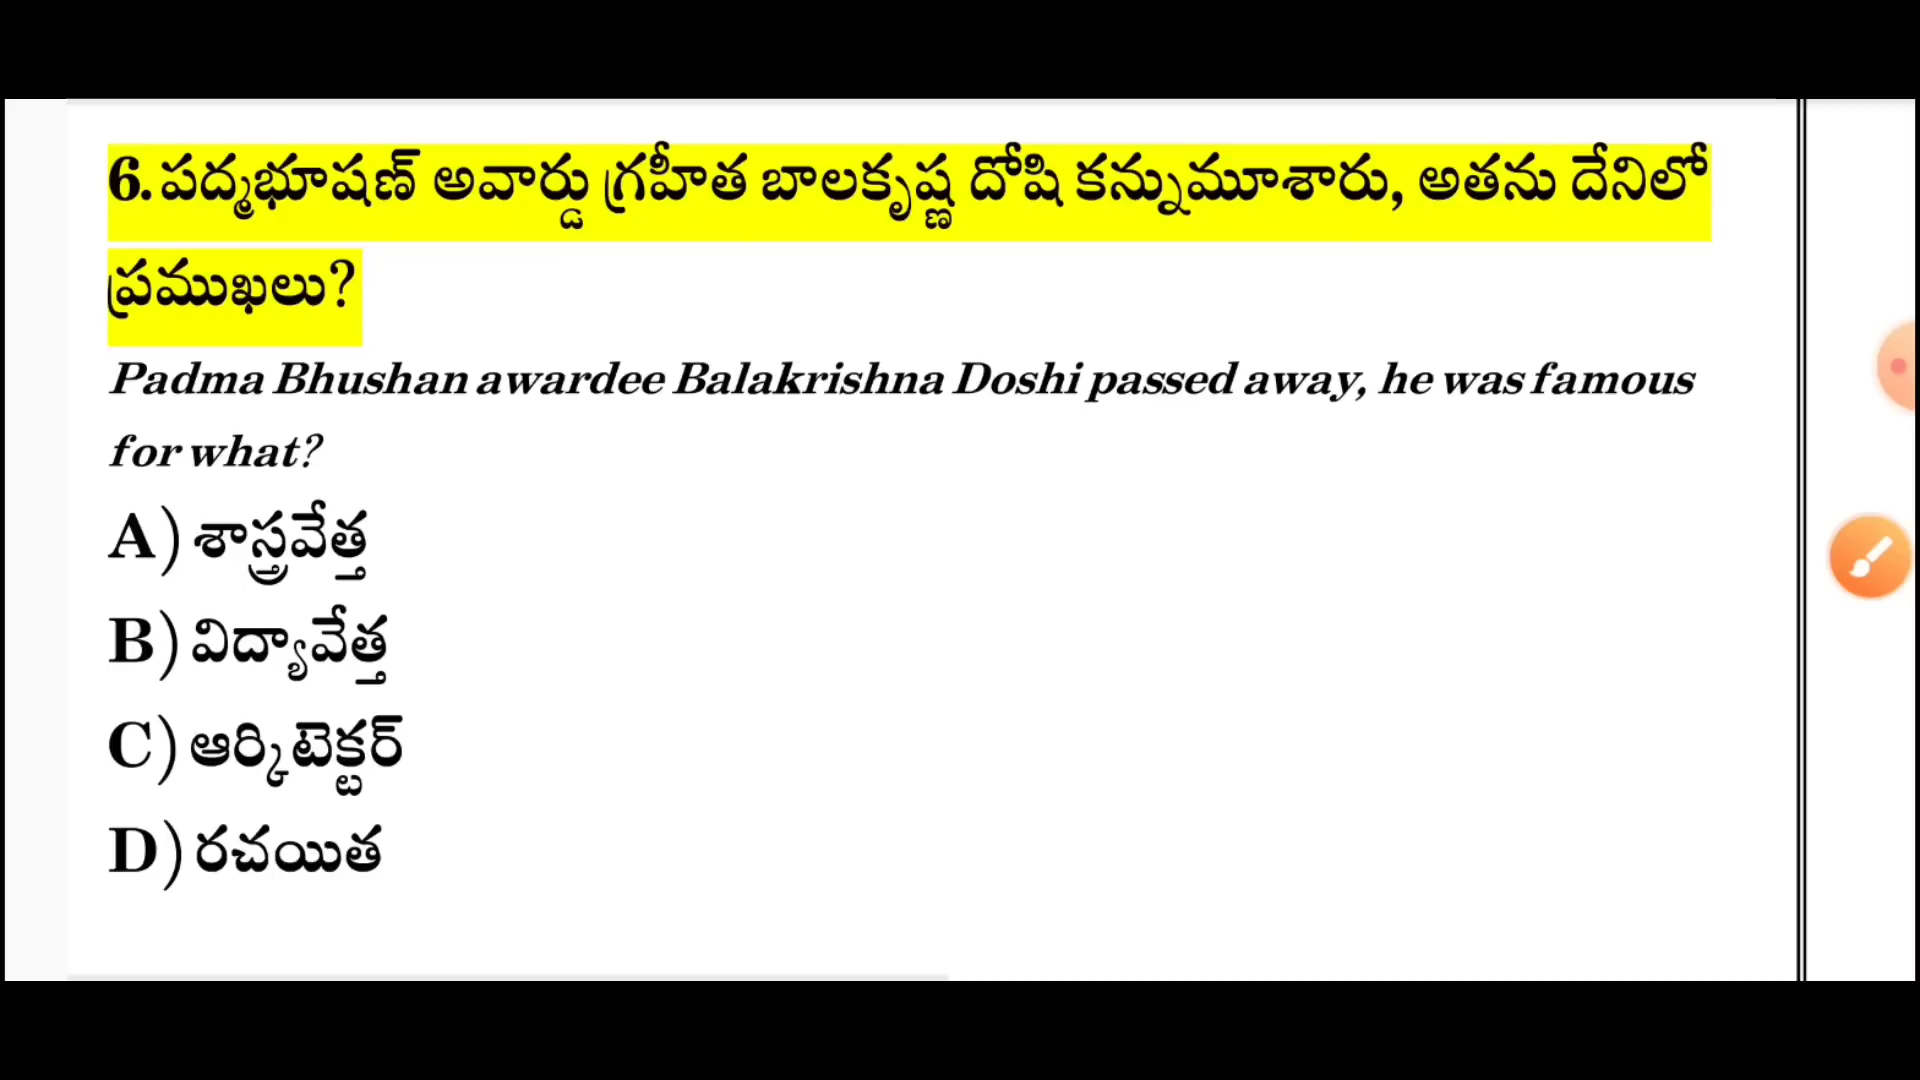 6. పద్మభూషణ్ అవార్డు గ్రహీత బాలకృష్ణ దోషి కన్నుమూశారు, అతను దేనిలో
ప్రముఖలు?
Padma Bhushan awardee Balakrishna Doshi passed away, he was famous
for what?
A) శాస్త్రవేత్త
B) విద్యావేత్త
C) ఆర్కిటెక్టర్
D) రచయిత